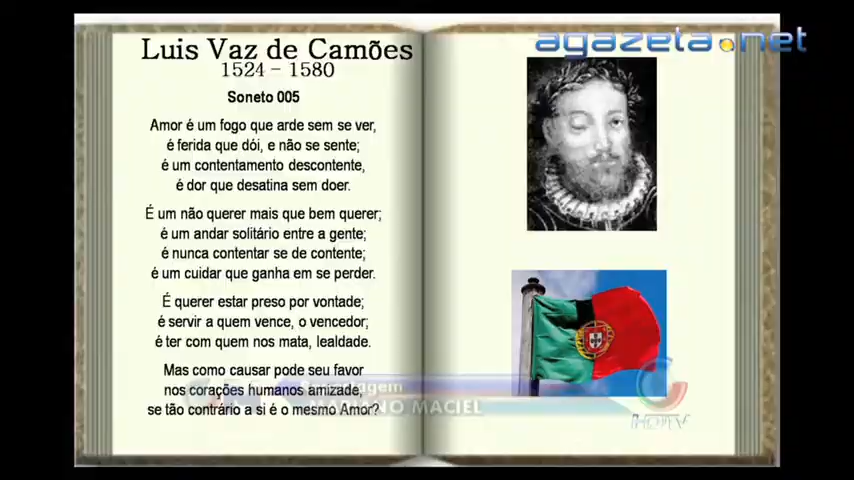 Luis Vaz de Camões
1524 - 1580
Soneto 005
Amor é um fogo que arde sem se ver,
é ferida que dói, e não se sente;
é um contentamento descontente,
é dor que desatina sem doer.
É um não querer mais que bem querer;
é um andar solitário entre a gente;
é nunca contentar se de contente;
é um cuidar que ganha em se perder.
É querer estar preso por vontade;
é servir a quem vence, o vencedor;
é ter com quem nos mata, lealdade.
Mas como causar pode seu favor
nos corações humanos amizade,
se tão contrário a si é o mesmo Amor?
agazeta.net
MARIANO MACIEL